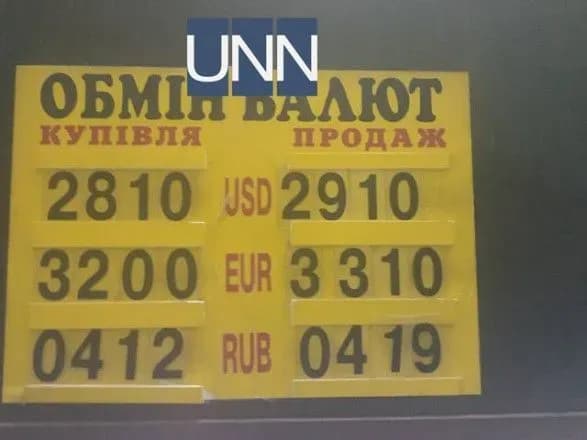 UNN
ОБМІН ВАЛЮТ
КУПІВЛЯ ПРОДАЖ
2810 USD 2910
3200 EUR 3310
0412 RUB 0419